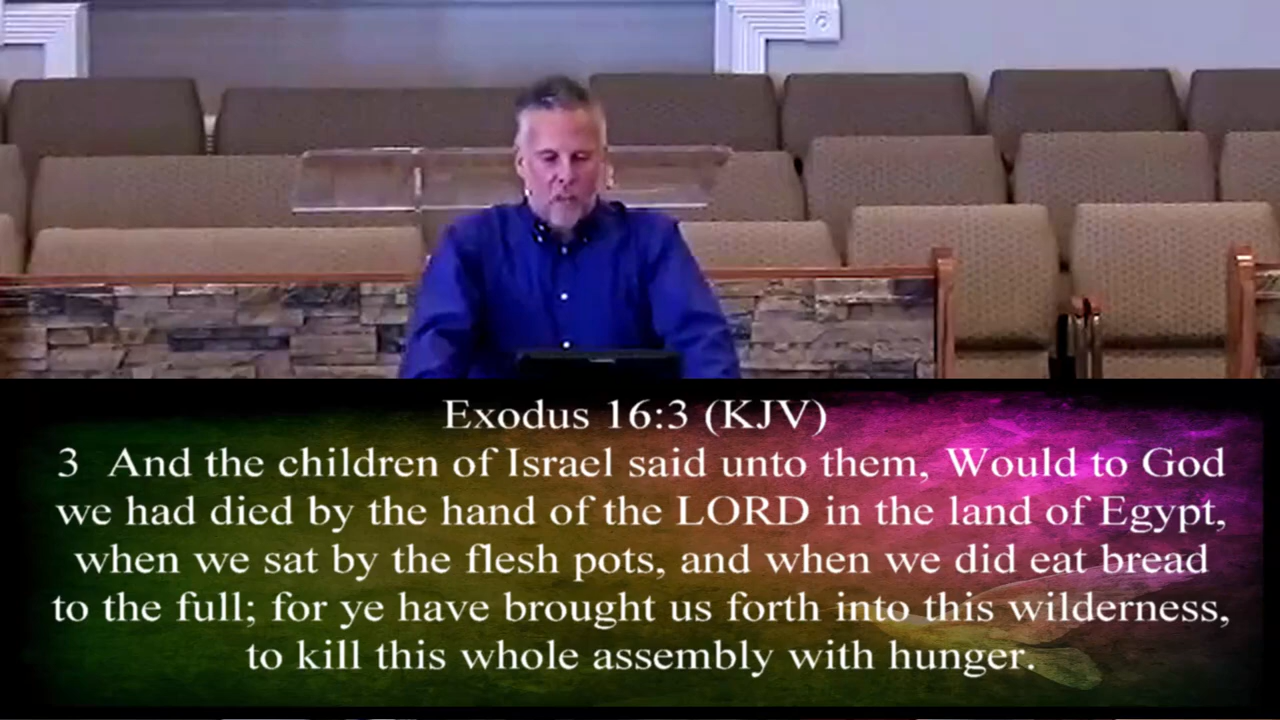 Exodus 16:3 (KJV)
3 And the children of Israel said unto them, Would to God
we had died by the hand of the LORD in the land of Egypt,
when we sat by the flesh pots, and when we did eat bread
to the full; for ye have brought us forth into this wilderness,
to kill this whole assembly with hunger.